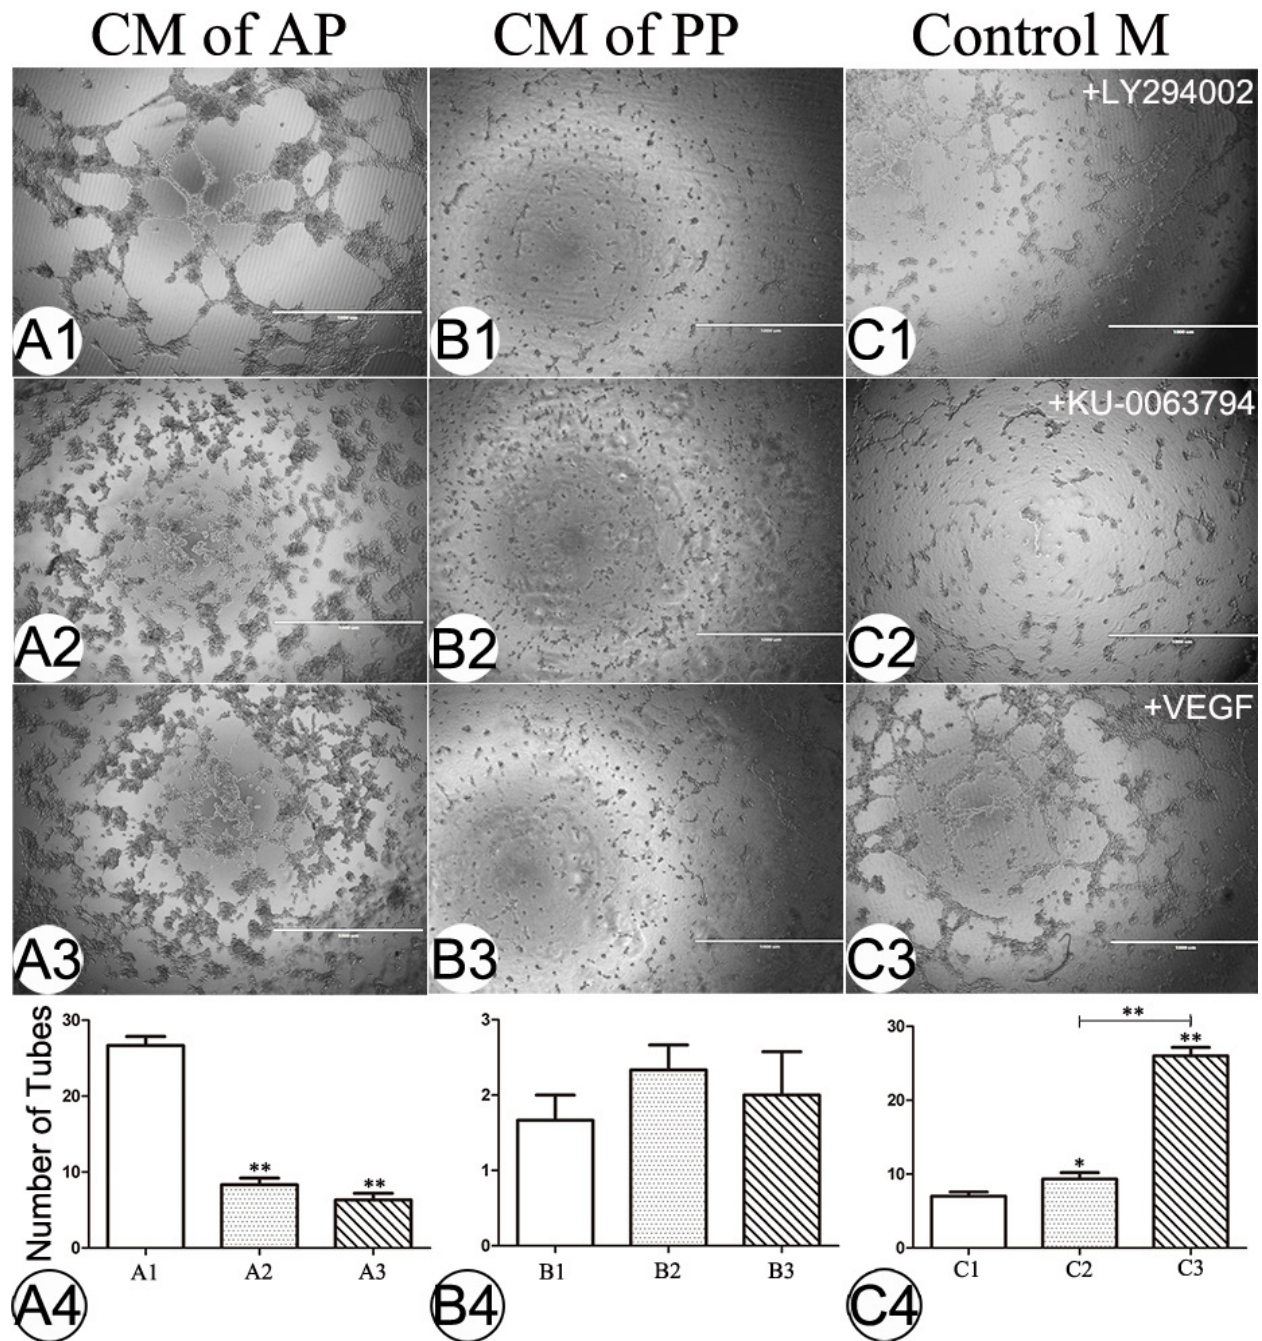 CM of AP CM of PP Control M
+LY294002
A1 B1 C1
+KU-0063794
A2 B2 C2
+VEGF
A3 B3 C3
Number of Tubes
30
20
10
0
** **
A1 A2 A3
3
2
1
0
B1 B2 B3
30
20
10
0
**
**
*
C1 C2 C3
A4 B4 C4